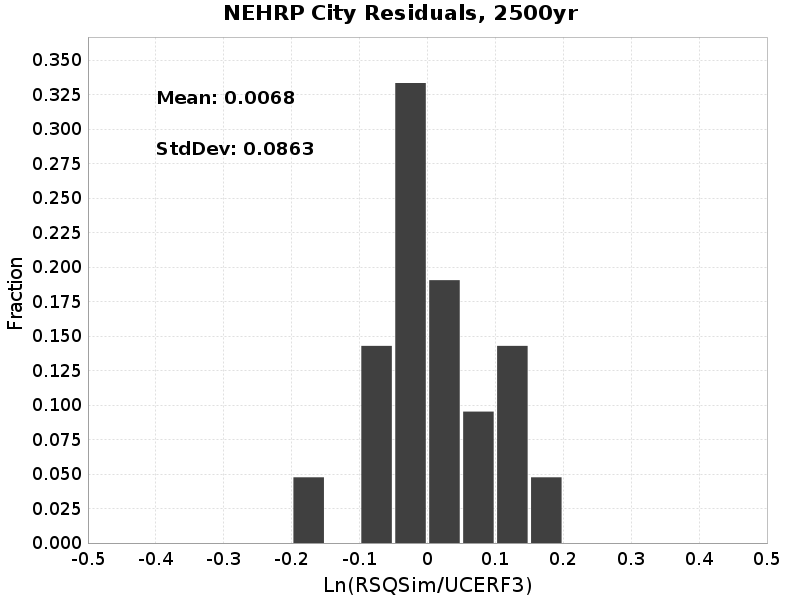 NEHRP City Residuals, 2500yr
0.350
0.325
0.300
0.275
0.250
0.225
0.200
0.175
0.150
0.125
0.100
0.075
0.050
0.025
0.000
Fraction
Mean: 0.0068
StdDev: 0.0863
-0.5 -0.4 -0.3 -0.2 -0.1 0 0.1 0.2 0.3 0.4 0.5
Ln(RSQSim/UCERF3)